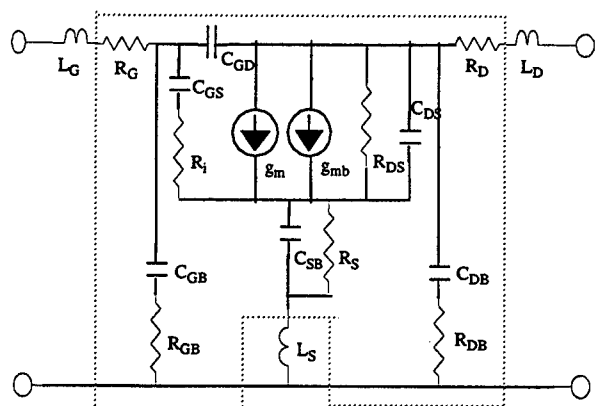 L_G
R_G
C_GD
R_D
L_D
C_GS
C_DS
R_i
g_m
g_mb
R_DS
C_SB
R_S
C_GB
C_DB
R_GB
L_S
R_DB